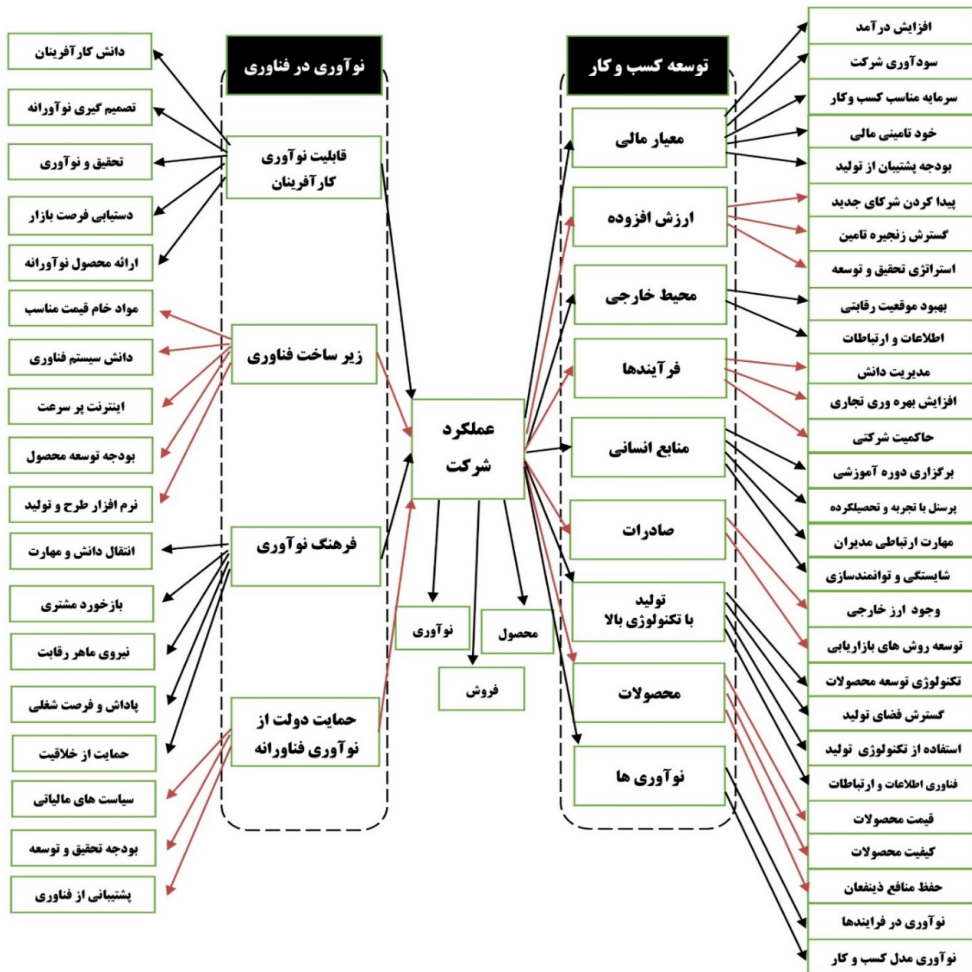 توسعه کسب و کار
معیار مالی
ارزش افزوده
محیط خارجی
فرآیندها
منابع انسانی
صادرات
تولید
با تکنولوژی بالا
محصولات
نوآوری ها
افزایش درآمد
سودآوری شرکت
سرمایه مناسب کسب وکار
خود تامینی مالی
بودجه پشتیبان از تولید
پیدا کردن شرکای جدید
گسترش زنجیره تامین
استراتژی تحقیق و توسعه
بهبود موقعیت رقابتی
اطلاعات و ارتباطات
مدیریت دانش
افزایش بهره وری تجاری
حاکمیت شرکتی
برگزاری دوره آموزشی
پرسنل با تجربه و تحصیلکرده
مهارت ارتباطی مدیران
شایستگی و توانمندسازی
وجود ارز خارجی
توسعه روش های بازاریابی
تکنولوژی توسعه محصولات
گسترش فضای تولید
استفاده از تکنولوژی تولید
فناوری اطلاعات و ارتباطات
قیمت محصولات
کیفیت محصولات
حفظ منافع ذینفعان
نوآوری در فرایندها
نوآوری مدل کسب و کار
عملکرد
شرکت
محصول
نوآوری
فروش
نوآوری در فناوری
قابلیت نوآوری
کارآفرینان
زیر ساخت فناوری
فرهنگ نوآوری
حمایت دولت از
نوآوری فناورانه
دانش کارآفرینان
تصمیم گیری نوآورانه
تحقیق و نوآوری
دستیابی فرصت بازار
ارائه محصول نوآورانه
مواد خام قیمت مناسب
دانش سیستم فناوری
اینترنت پر سرعت
بودجه توسعه محصول
نرم افزار طرح و تولید
انتقال دانش و مهارت
بازخورد مشتری
نیروی ماهر رقابت
پاداش و فرصت شغلی
حمایت از خلاقیت
سیاست های مالیاتی
بودجه تحقیق و توسعه
پشتیبانی از فناوری